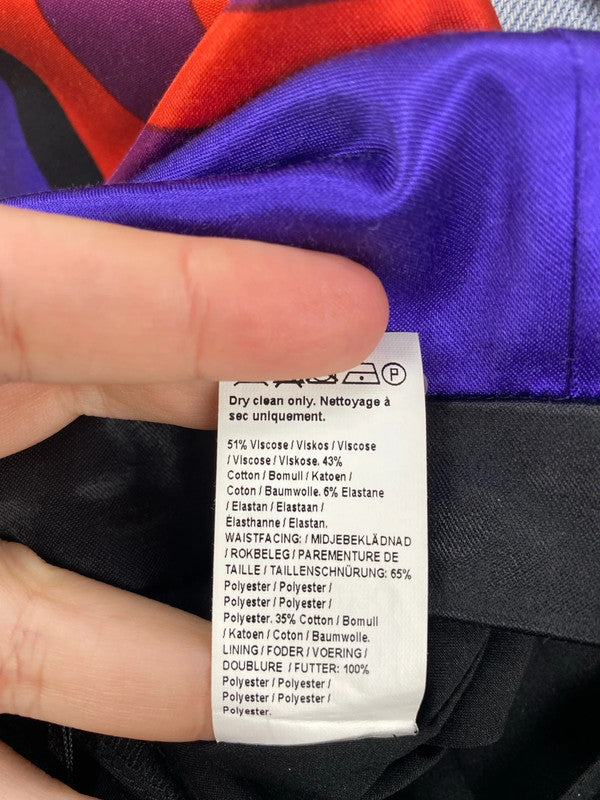 P
Dry clean only. Nettoyage à
sec uniquement.
51% Viscose / Viskos / Viscose
/ Viscose / Viskose. 43%
Cotton / Bomull / Katoen /
Coton / Baumwolle. 6% Elastane
/ Elastan / Elastaan /
Élasthanne / Elastan.
WAISTFACING: / MIDJEBEKLÄDNAD
/ ROKBELEG / PAREMENTURE DE
TAILLE / TAILLENSCHNÜRUNG: 65%
Polyester / Polyester /
Polyester / Polyester /
Polyester. 35% Cotton / Bomull
/ Katoen / Coton / Baumwolle.
LINING / FODER / VOERING /
DOUBLURE / FUTTER: 100%
Polyester / Polyester /
Polyester / Polyester /
Polyester.